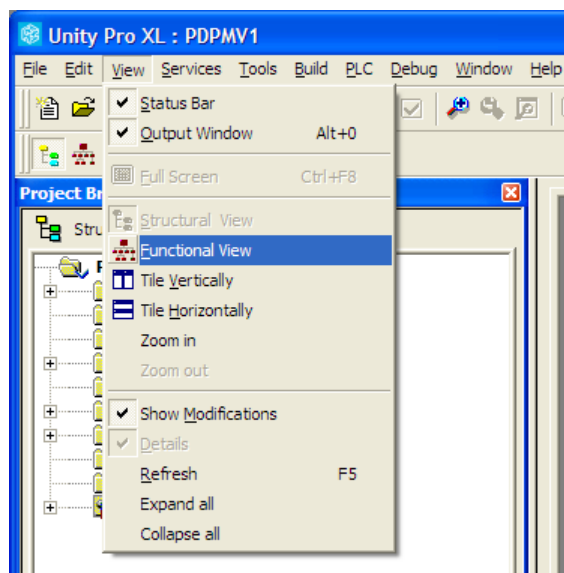 Unity Pro XL : PDPMV1
File Edit View Services Tools Build PLC Debug Window Help
Status Bar
Output Window Alt+0
Full Screen Ctrl+F8
Project Br
Structural View
Stru
Functional View
Tile Vertically
Tile Horizontally
Zoom in
Zoom out
Show Modifications
Details
Refresh F5
Expand all
Collapse all